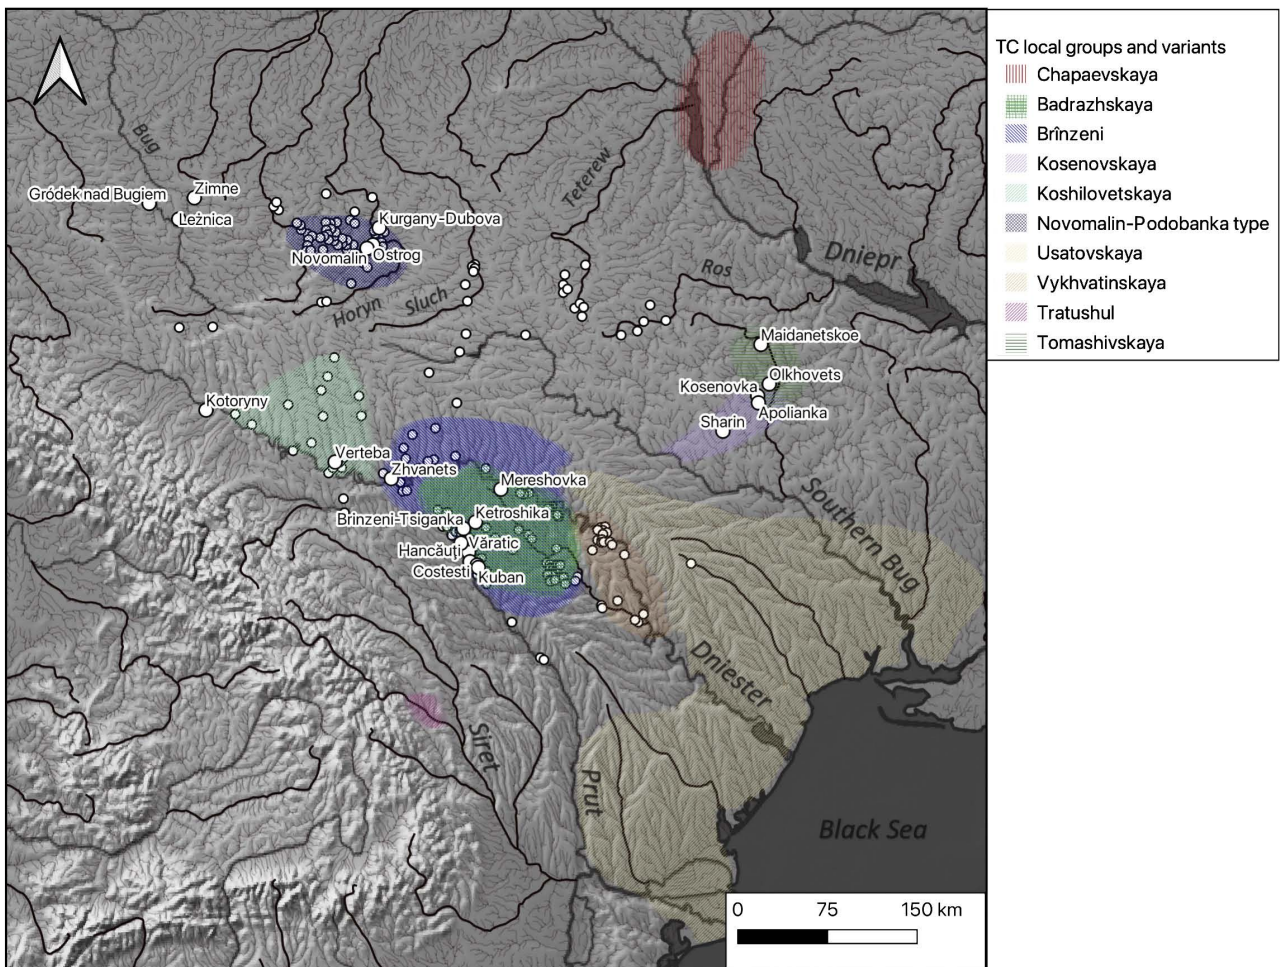 TC local groups and variants
Chapaevskaya
Badrazhskaya
Brînzeni
Kosenovskaya
Koshilovetskaya
Novomalin-Podobanka type
Usatovskaya
Vykhvatinskaya
Tratushul
Tomashivskaya
Bug
Teterew
Gródek nad Bugiem
Zimne
Leżnica
Kurgany-Dubova
Novomalin
Ostrog
Dniepr
Ros
Horyn
Sluch
Maidanetskoe
Olkhovets
Kosenovka
Apolianka
Sharin
Kotoryny
Verteba
Zhvanets
Mereshovka
Brinzeni-Tsiganka
Ketroshika
Hancăuți
Văratic
Costesti
Kuban
Southern Bug
Dniester
Siret
Prut
Black Sea
0 75 150 km